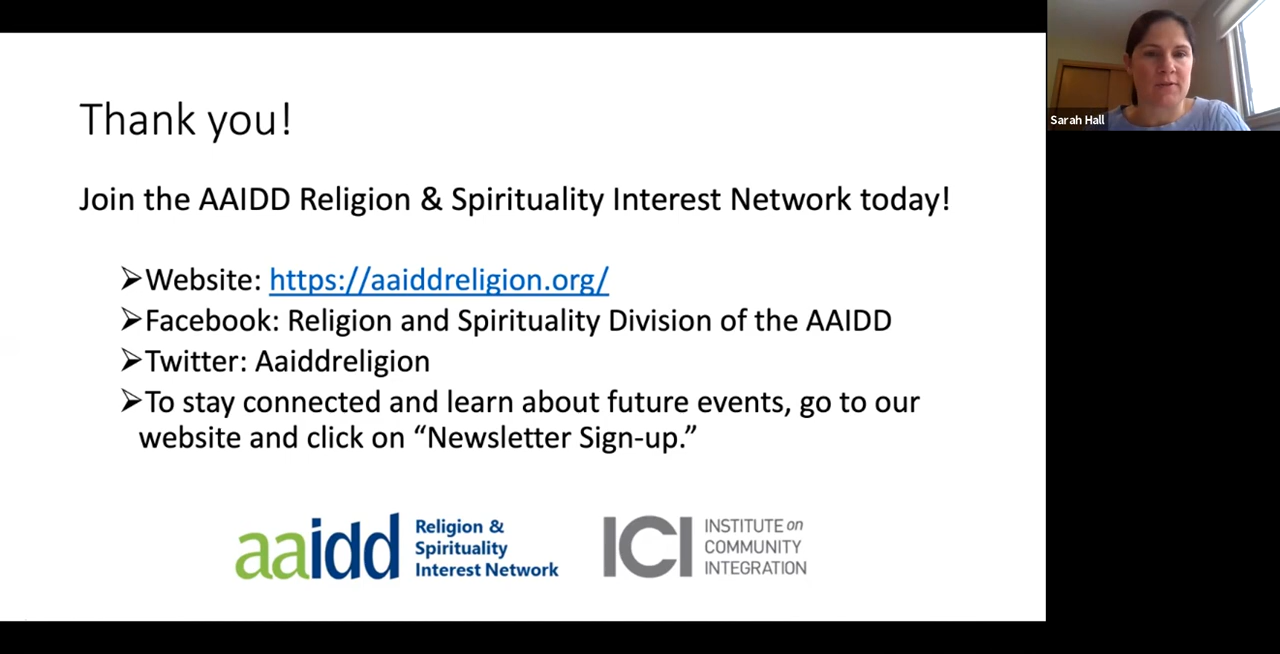 Thank you!
Join the AAIDD Religion & Spirituality Interest Network today!
➢Website: https://aaiddreligion.org/
➢Facebook: Religion and Spirituality Division of the AAIDD
➢Twitter: Aaiddreligion
➢To stay connected and learn about future events, go to our
website and click on “Newsletter Sign-up.”
aaidd
Religion &
Spirituality
Interest Network
ICI
INSTITUTE on
COMMUNITY
INTEGRATION
Sarah Hall